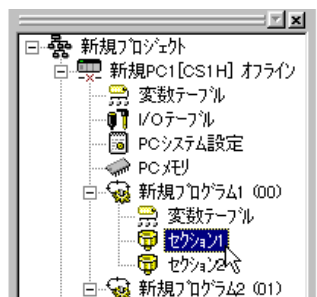 新規プロジェクト
新規PC1[CS1H] オフライン
変数テーブル
I/Oテーブル
PCシステム設定
PCメモリ
新規プログラム1 (00)
変数テーブル
セクション1
セクション2
新規プログラム2 (01)